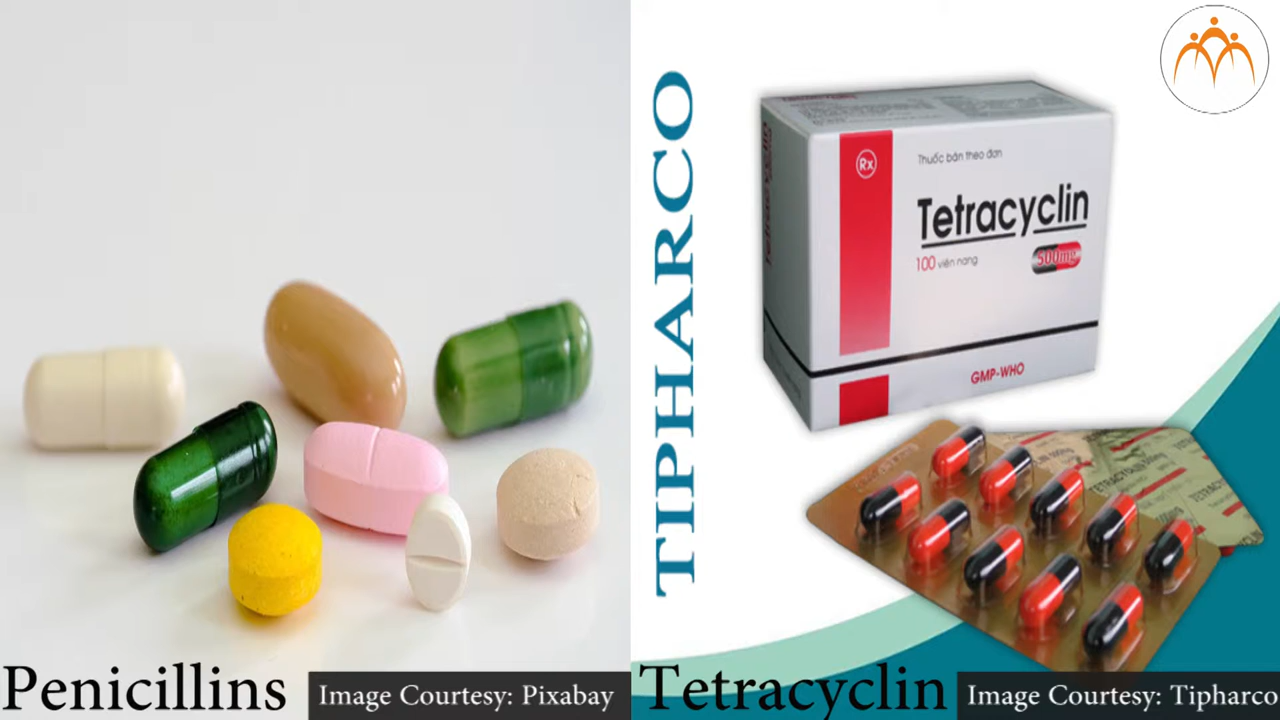 Penicillins
Image Courtesy: Pixabay
TIPHARCO
Rx
Thuốc bán theo đơn
Tetracyclin
100 viên nang
500mg
GMP-WHO
Tetracyclin
Image Courtesy: Tipharco